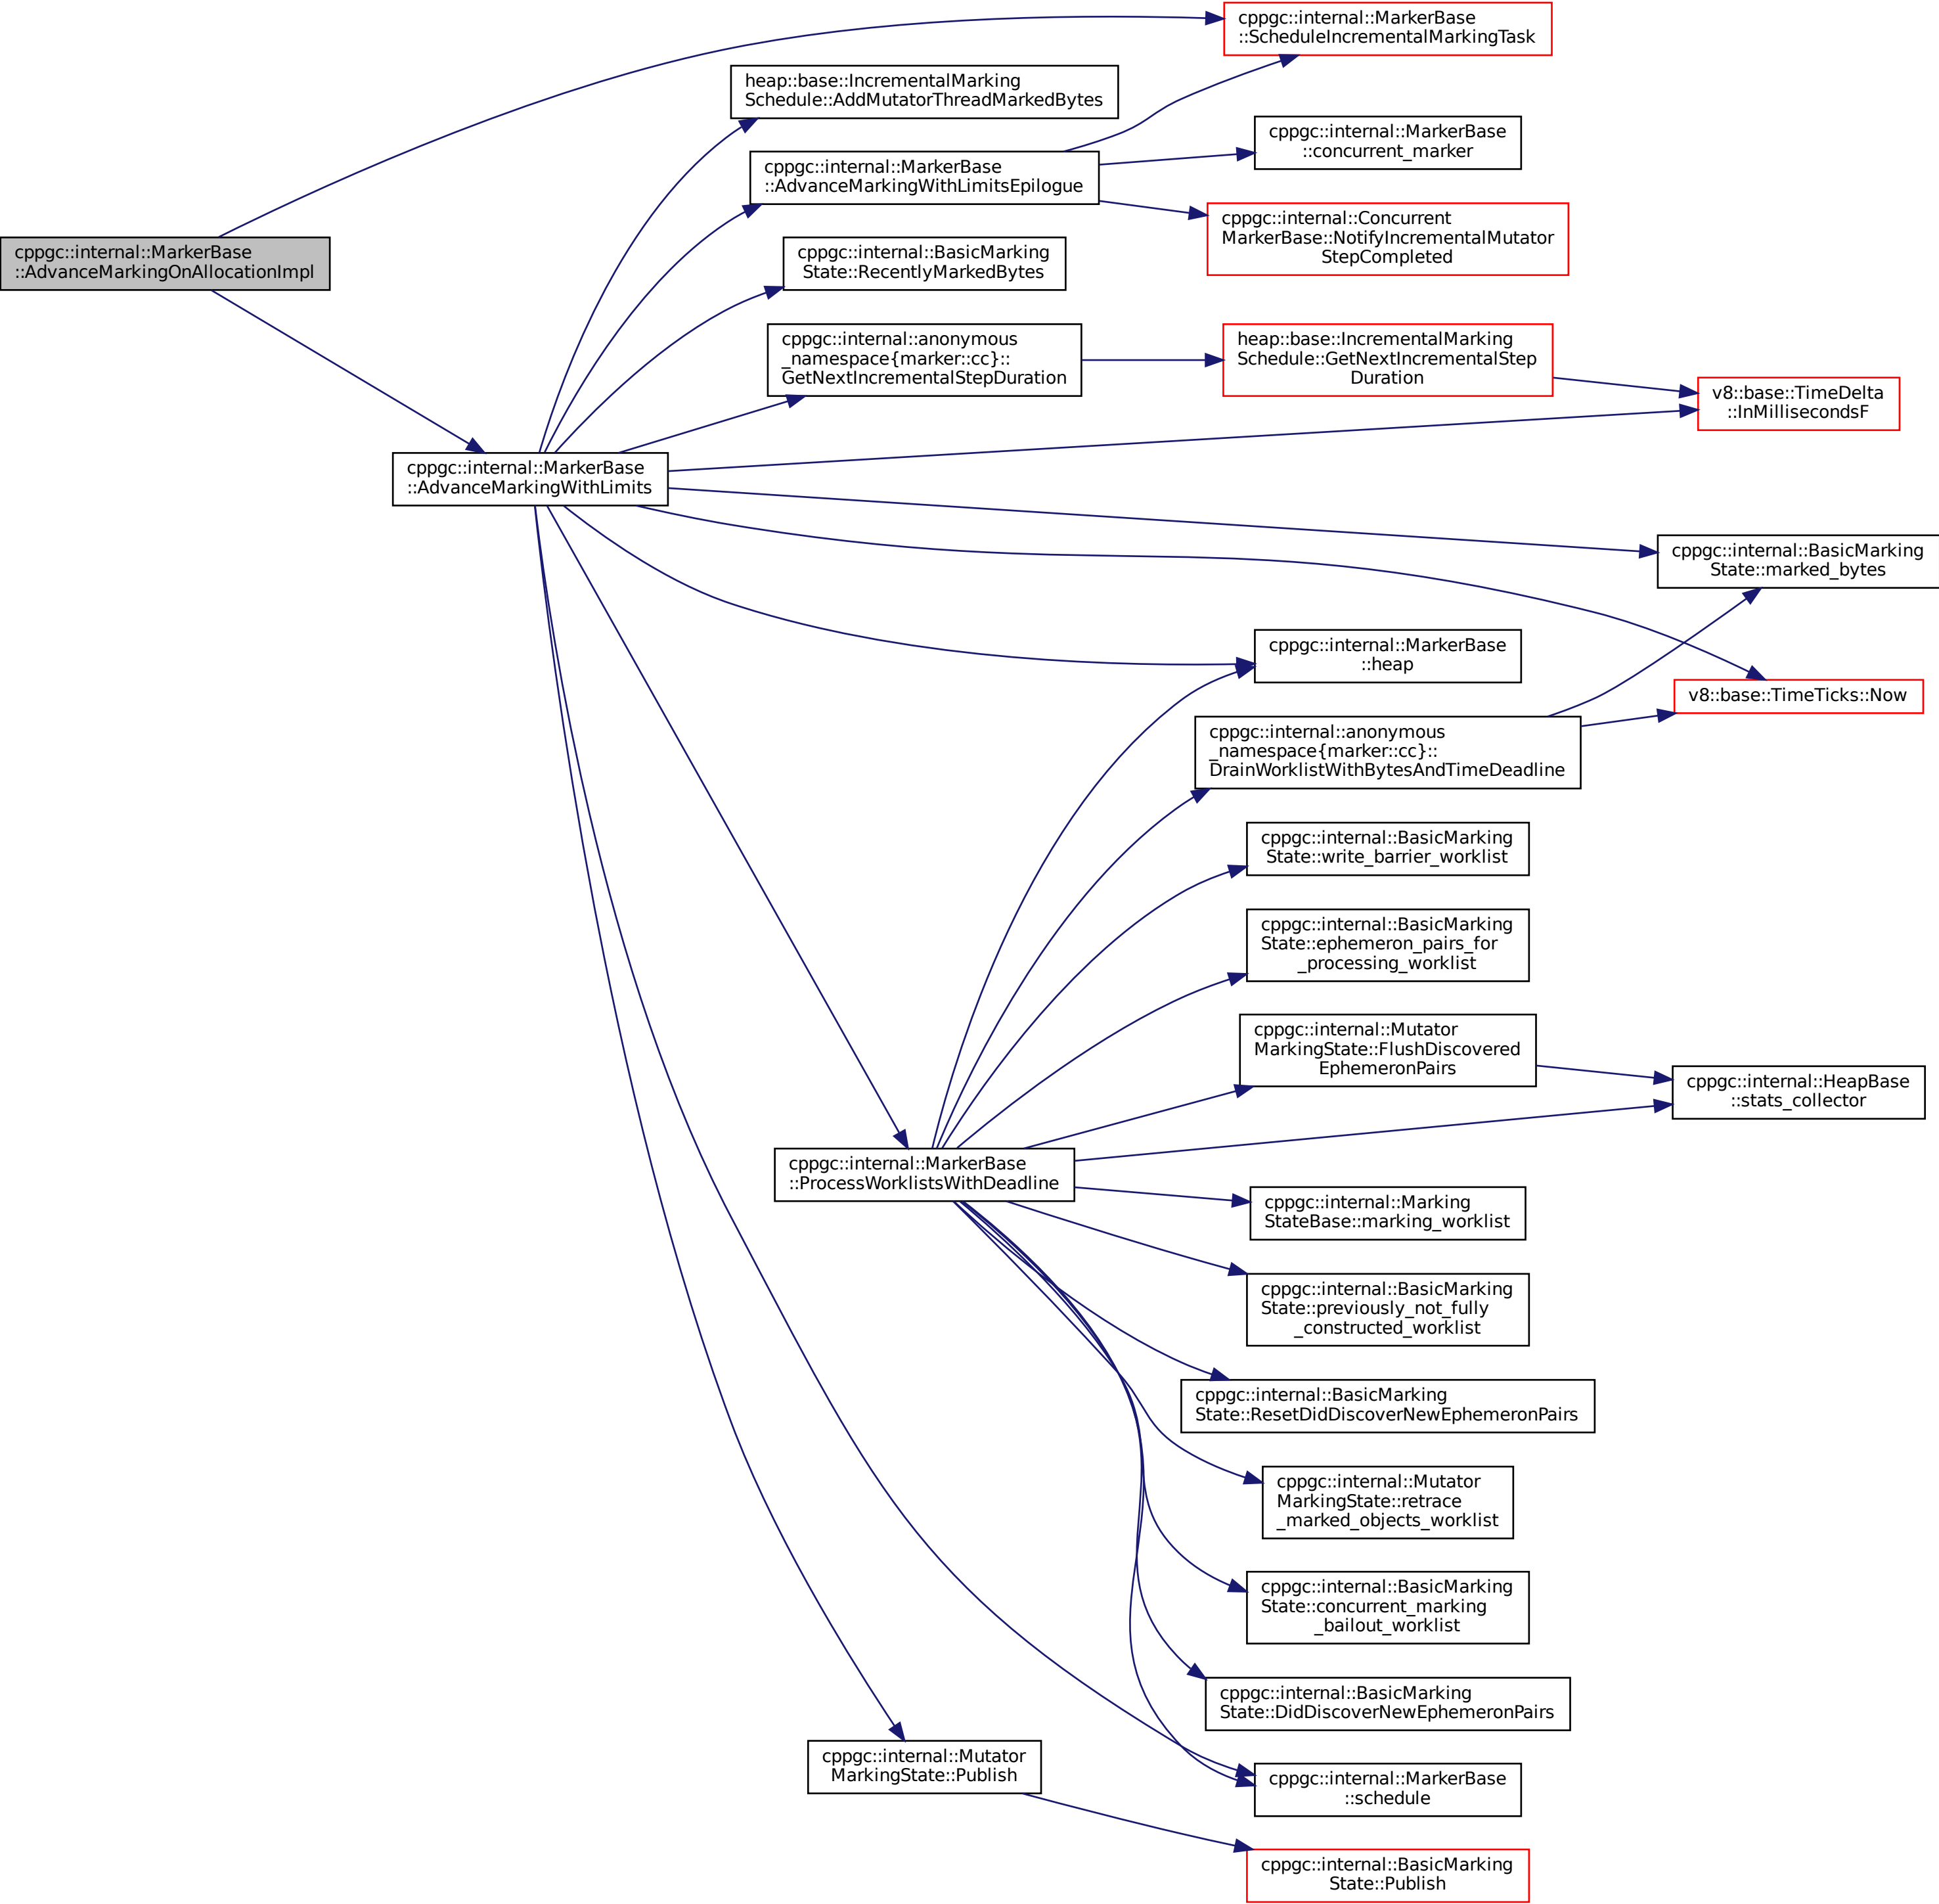 cppgc::internal::MarkerBase
::ScheduleIncrementalMarkingTask
heap::base::IncrementalMarking
Schedule::AddMutatorThreadMarkedBytes
cppgc::internal::MarkerBase
::concurrent_marker
cppgc::internal::MarkerBase
::AdvanceMarkingWithLimitsEpilogue
cppgc::internal::Concurrent
MarkerBase::NotifyIncrementalMutator
StepCompleted
cppgc::internal::MarkerBase
::AdvanceMarkingOnAllocationImpl
cppgc::internal::BasicMarking
State::RecentlyMarkedBytes
cppgc::internal::anonymous
_namespace{marker::cc}::
GetNextIncrementalStepDuration
heap::base::IncrementalMarking
Schedule::GetNextIncrementalStep
Duration
v8::base::TimeDelta
::InMillisecondsF
cppgc::internal::MarkerBase
::AdvanceMarkingWithLimits
cppgc::internal::BasicMarking
State::marked_bytes
cppgc::internal::MarkerBase
::heap
v8::base::TimeTicks::Now
cppgc::internal::anonymous
_namespace{marker::cc}::
DrainWorklistWithBytesAndTimeDeadline
cppgc::internal::BasicMarking
State::write_barrier_worklist
cppgc::internal::BasicMarking
State::ephemeron_pairs_for
_processing_worklist
cppgc::internal::Mutator
MarkingState::FlushDiscovered
EphemeronPairs
cppgc::internal::HeapBase
::stats_collector
cppgc::internal::MarkerBase
::ProcessWorklistsWithDeadline
cppgc::internal::Marking
StateBase::marking_worklist
cppgc::internal::BasicMarking
State::previously_not_fully
_constructed_worklist
cppgc::internal::BasicMarking
State::ResetDidDiscoverNewEphemeronPairs
cppgc::internal::Mutator
MarkingState::retrace
_marked_objects_worklist
cppgc::internal::BasicMarking
State::concurrent_marking
_bailout_worklist
cppgc::internal::BasicMarking
State::DidDiscoverNewEphemeronPairs
cppgc::internal::Mutator
MarkingState::Publish
cppgc::internal::MarkerBase
::schedule
cppgc::internal::BasicMarking
State::Publish